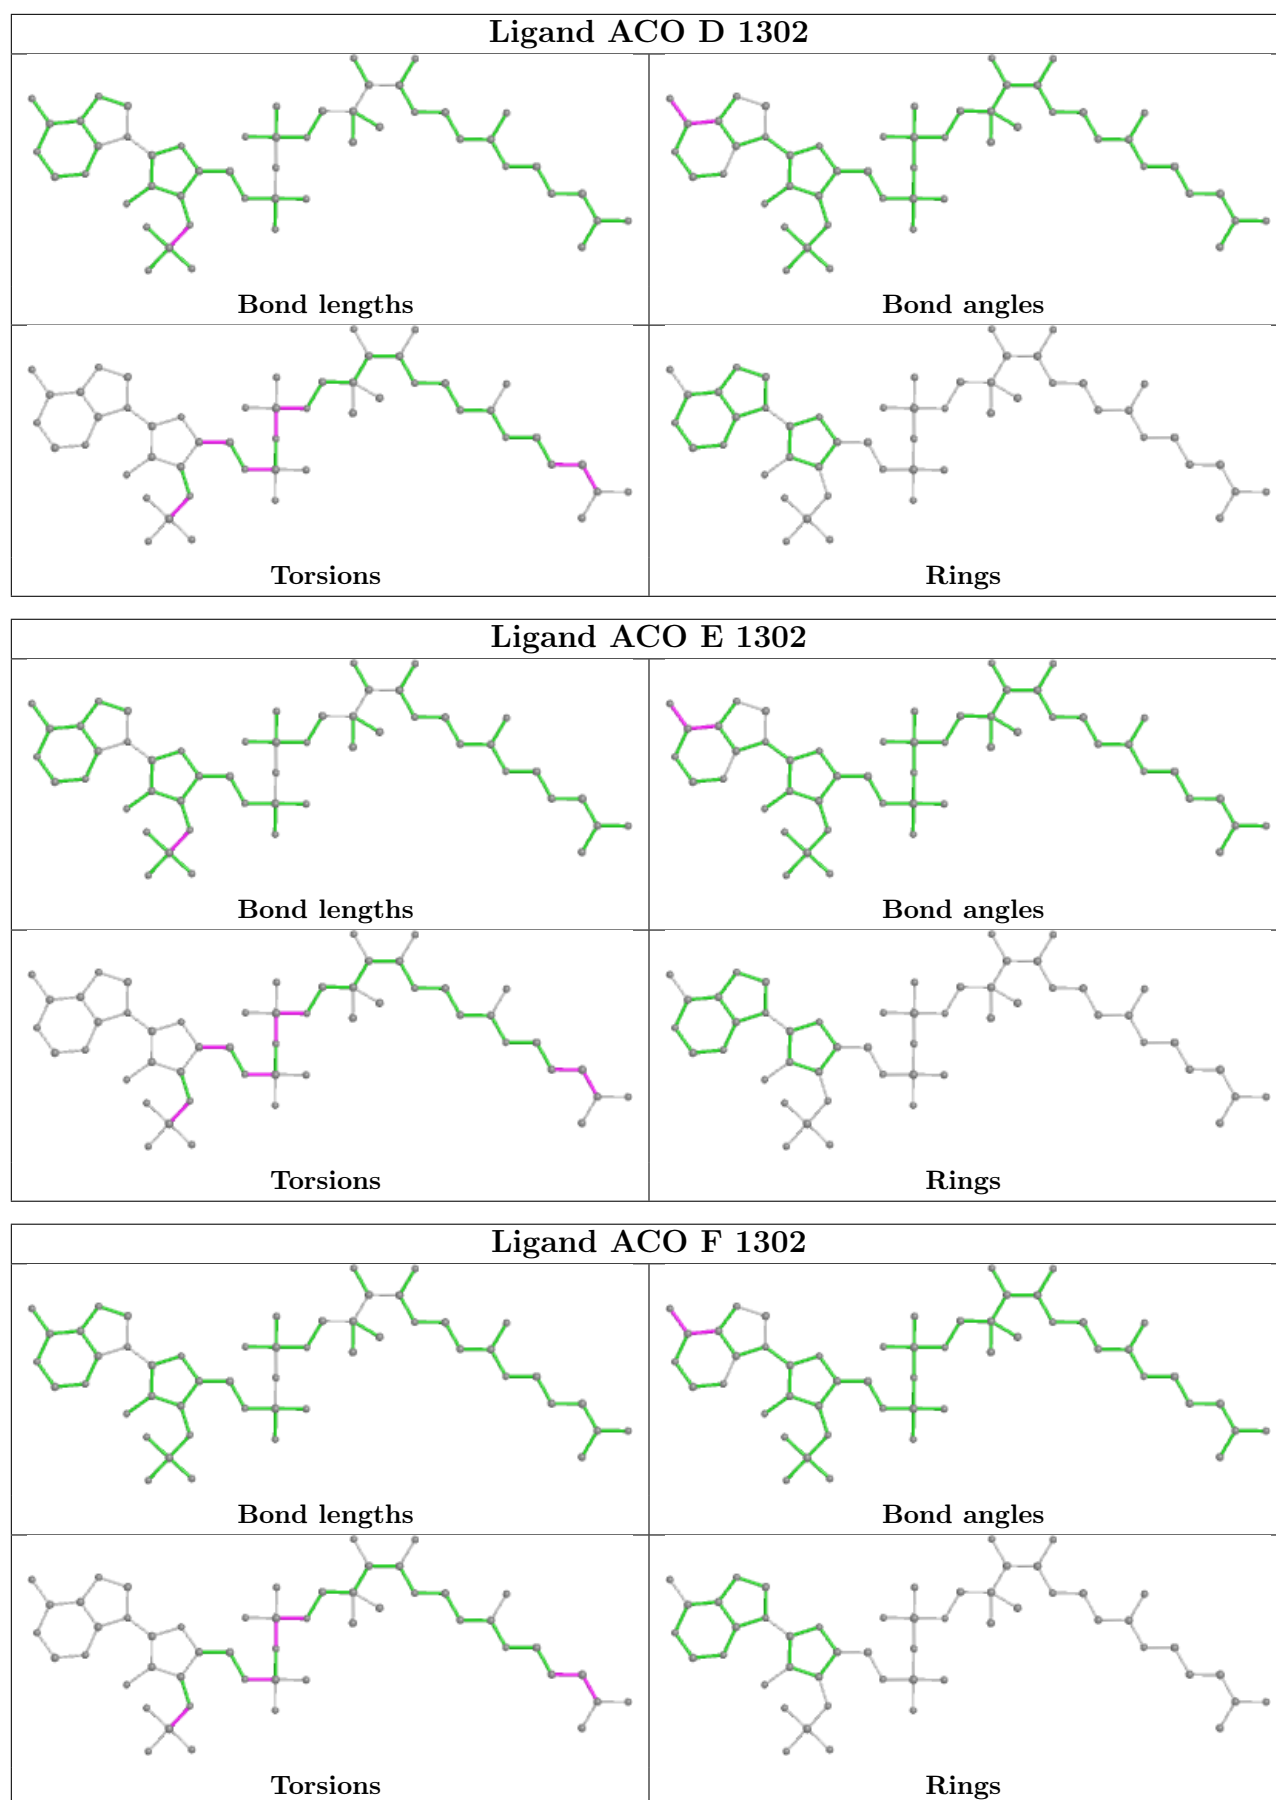 Ligand ACO D 1302
Bond lengths
Bond angles
Torsions
Rings
Ligand ACO E 1302
Bond lengths
Bond angles
Torsions
Rings
Ligand ACO F 1302
Bond lengths
Bond angles
Torsions
Rings